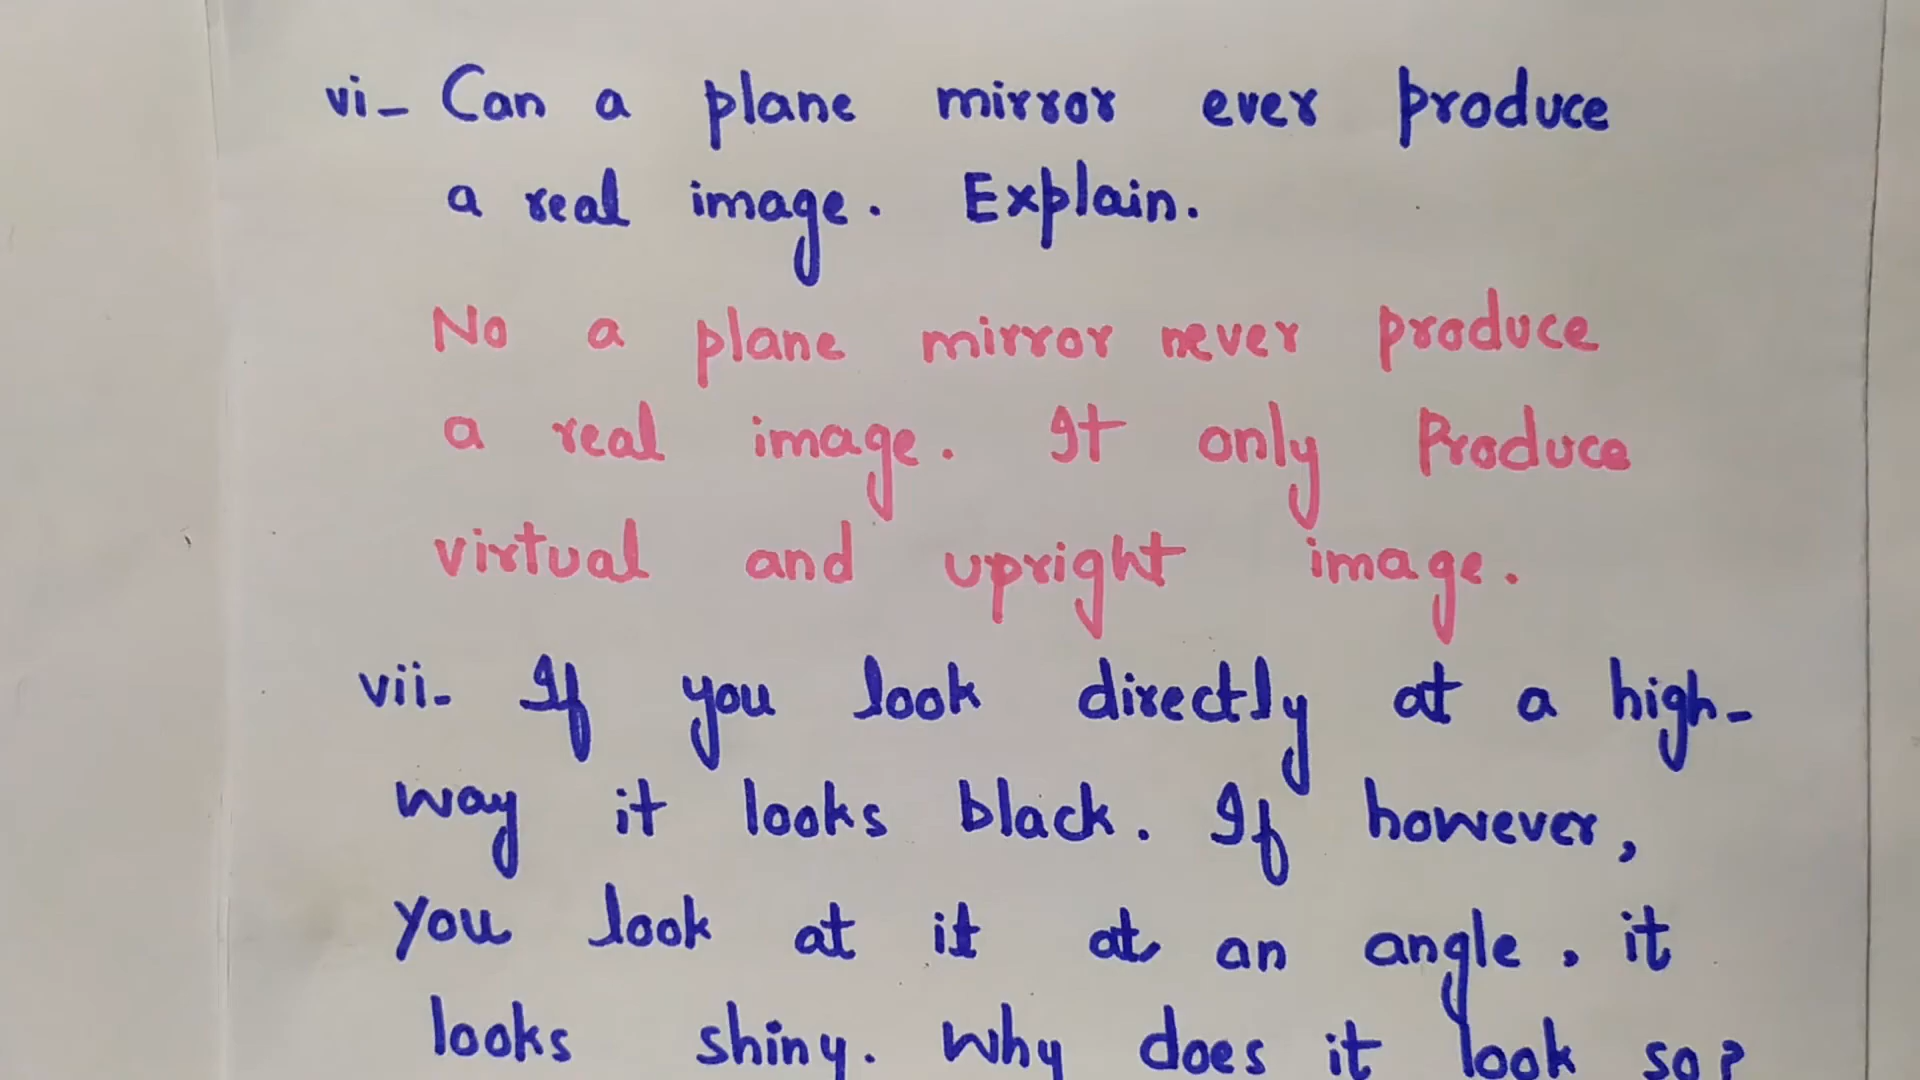 vi- Can a plane mirror ever produce
a real image. Explain.
No a plane mirror never produce
a real image. It only Produce
virtual and upright image.
vii- If you look directly at a high-
way it looks black. If however,
you look at it at an angle, it
looks shiny. Why does it look so?